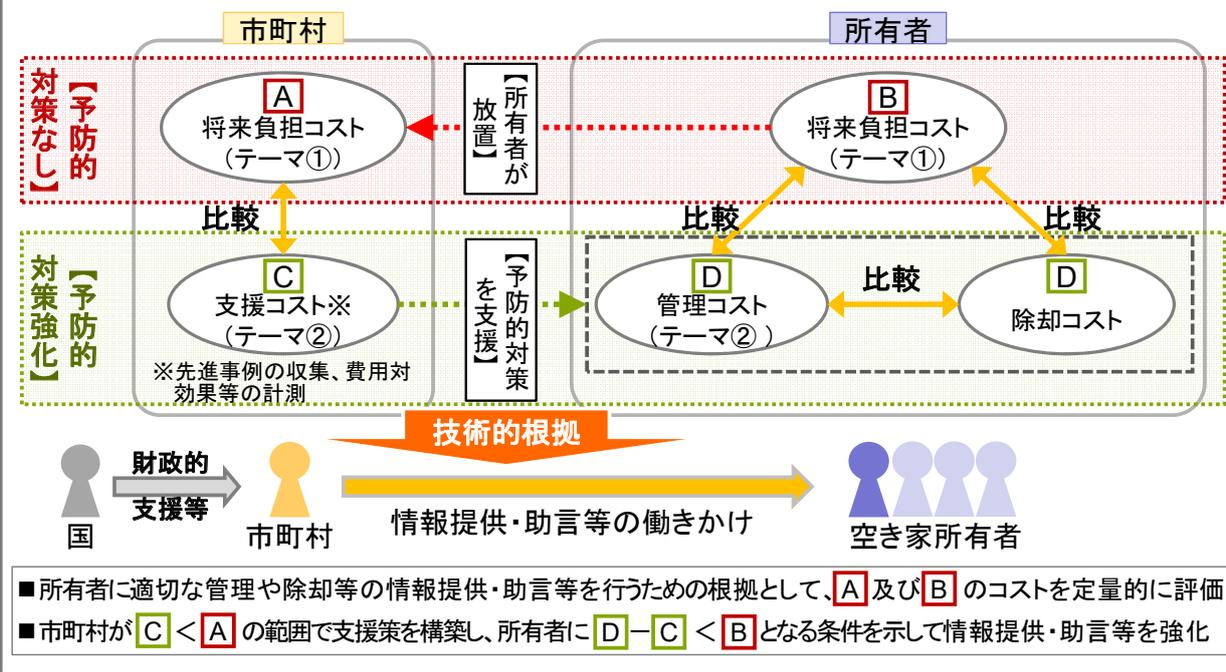 市町村
所有者
【予防的
対策なし】
A
将来負担コスト
（テーマ①）
【所有者が
放置】
B
将来負担コスト
（テーマ①）
比較
比較
比較
【予防的
対策強化】
C
支援コスト※
（テーマ②）
※先進事例の収集、費用対
効果等の計測
【予防的対策
を支援】
D
管理コスト
（テーマ② ）
比較
D
除却コスト
技術的根拠
財政的
支援等
国
市町村
情報提供・助言等の働きかけ
空き家所有者
■所有者に適切な管理や除却等の情報提供・助言等を行うための根拠として、A 及び B のコストを定量的に評価
■市町村が C ＜ A の範囲で支援策を構築し、所有者に D － C ＜ B となる条件を示して情報提供・助言等を強化